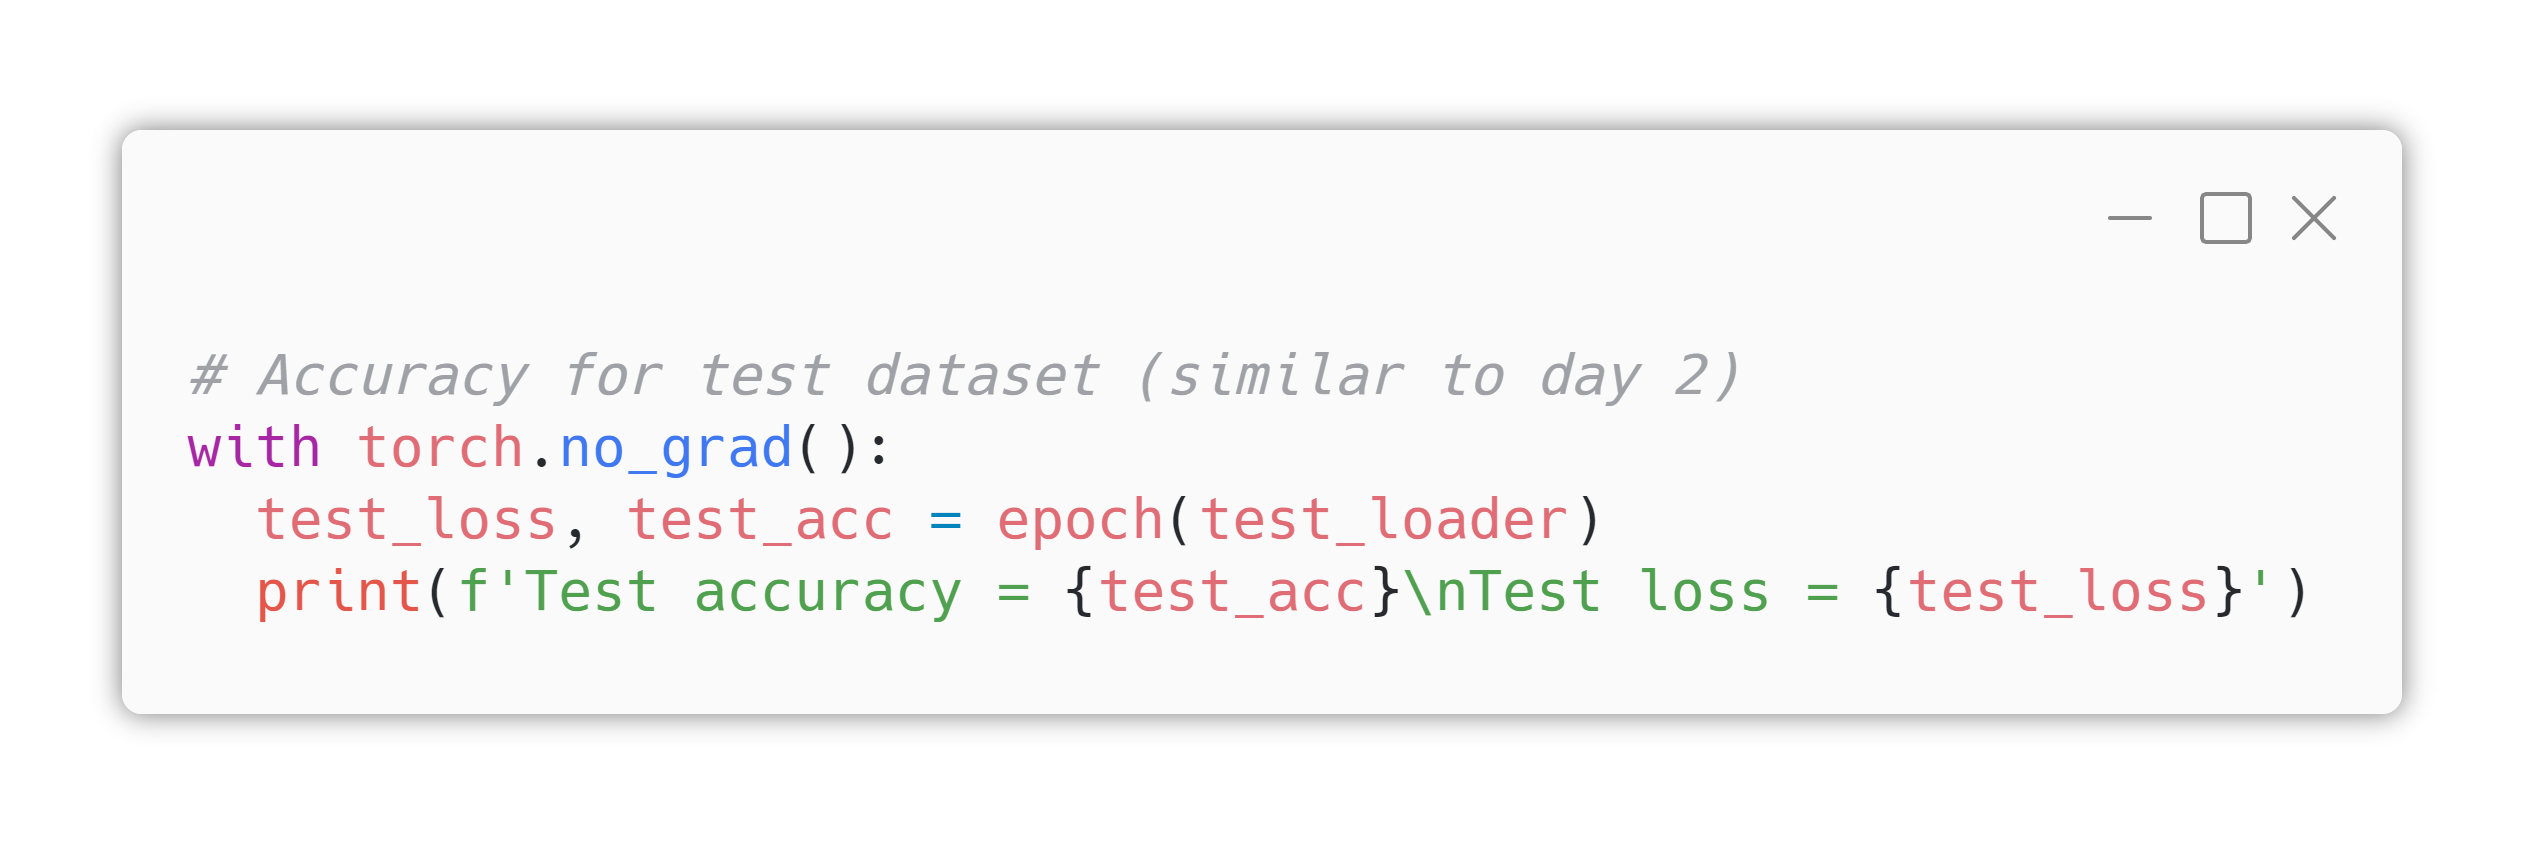 # Accuracy for test dataset (similar to day 2)
with torch.no_grad():
  test_loss, test_acc = epoch(test_loader)
  print(f'Test accuracy = {test_acc}\nTest loss = {test_loss}')